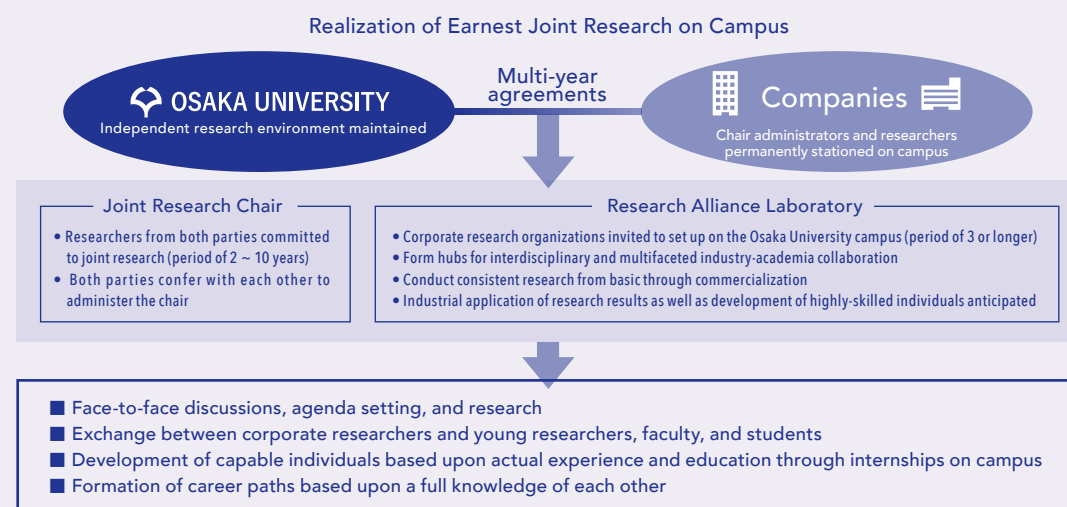 Realization of Earnest Joint Research on Campus
OSAKA UNIVERSITY
Independent research environment maintained
Multi-year
agreements
Companies
Chair administrators and researchers
permanently stationed on campus
Joint Research Chair
• Researchers from both parties committed
to joint research (period of 2 ~ 10 years)
• Both parties confer with each other to
administer the chair
Research Alliance Laboratory
• Corporate research organizations invited to set up on the Osaka University campus (period of 3 or longer)
• Form hubs for interdisciplinary and multifaceted industry-academia collaboration
• Conduct consistent research from basic through commercialization
• Industrial application of research results as well as development of highly-skilled individuals anticipated
■ Face-to-face discussions, agenda setting, and research
■ Exchange between corporate researchers and young researchers, faculty, and students
■ Development of capable individuals based upon actual experience and education through internships on campus
■ Formation of career paths based upon a full knowledge of each other